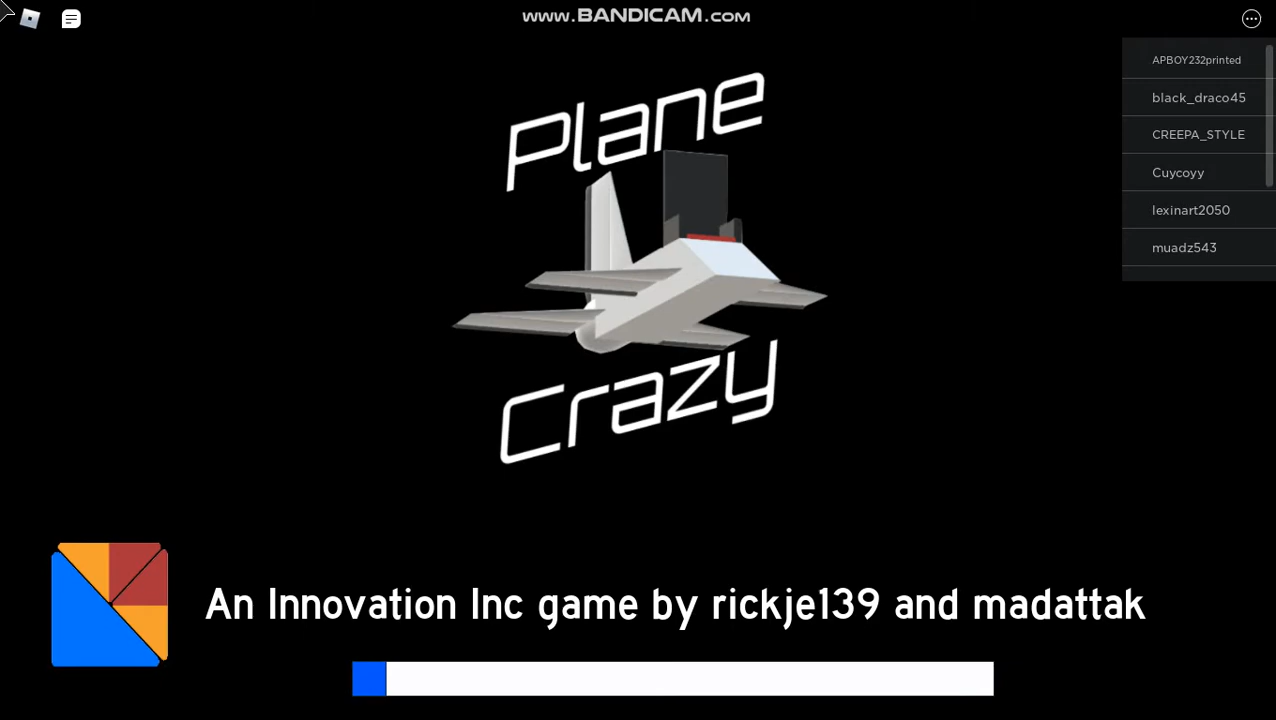 www.BANDICAM.com
APBOY232printed
black_draco45
CREEPA_STYLE
Cuycoyy
lexinart2050
muadz543
Plane
Crazy
An Innovation Inc game by rickje139 and madattak